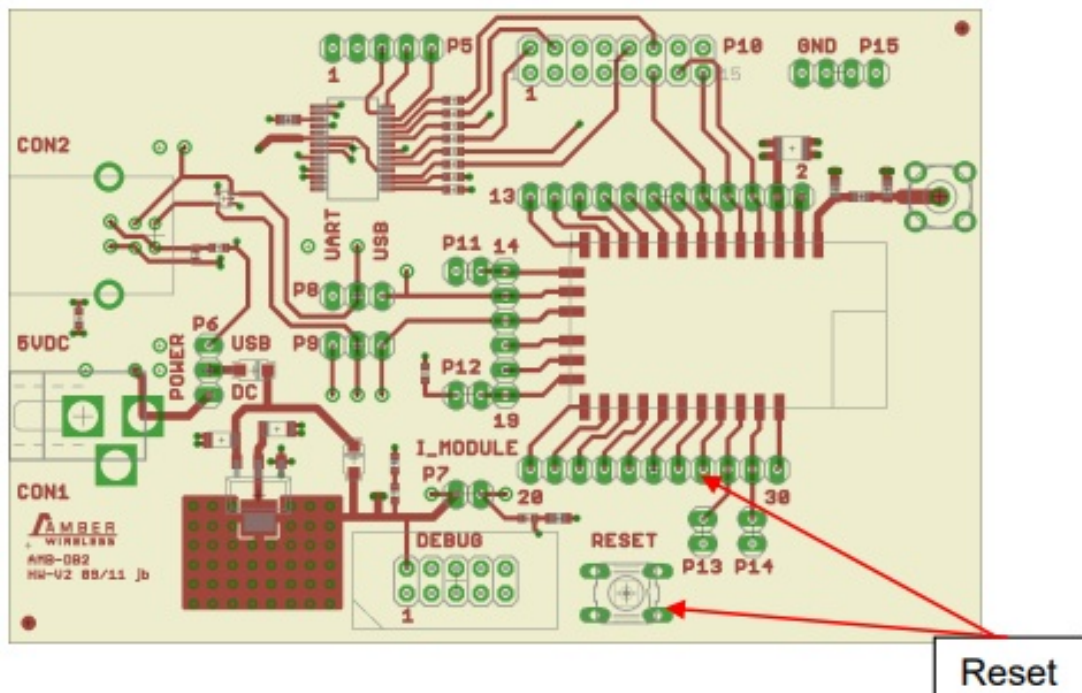 P5
P10
GND P15
1
1
15
CON2
2
13
UART
USB
P11 14
P8
P6
5VDC
POWER
USB
P9
P12
DC
19
I_MODULE
P7
20
30
CON1
AMBER
WIRELESS
AMB-DB2
HW-V2 09/11 jb
DEBUG
RESET
P13 P14
1
Reset